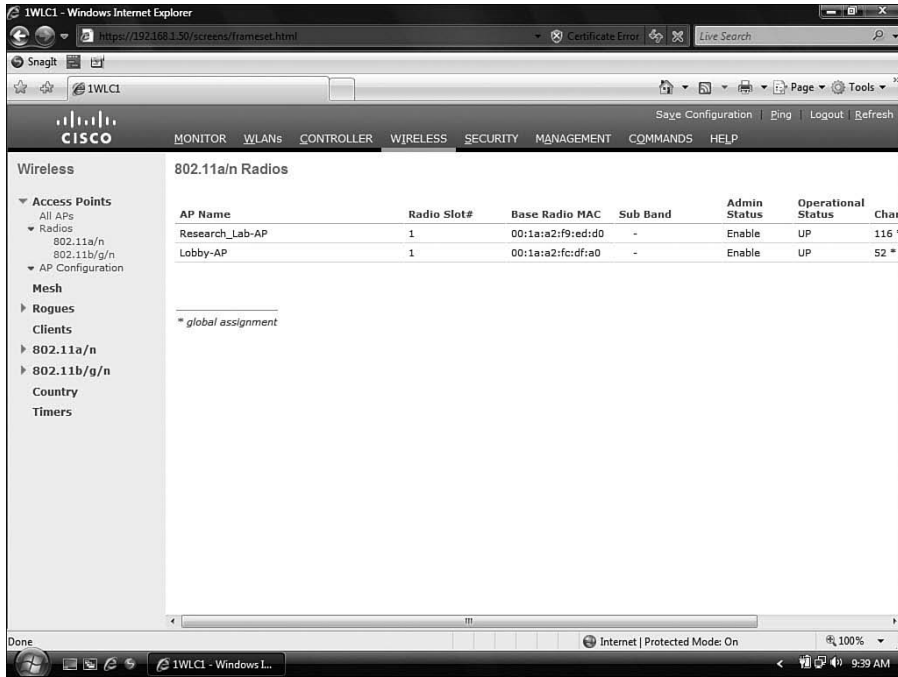 1WLC1 - Windows Internet Explorer
https://192.168.1.50/screens/frameset.html
Certificate Error
Live Search
SnagIt
1WLC1
Page
Tools
Save Configuration | Ping | Logout | Refresh
CISCO
MONITOR WLANs CONTROLLER WIRELESS SECURITY MANAGEMENT COMMANDS HELP
Wireless
Access Points
All APs
Radios
802.11a/n
802.11b/g/n
AP Configuration
Mesh
Rogues
Clients
802.11a/n
802.11b/g/n
Country
Timers
802.11a/n Radios
AP Name Radio Slot# Base Radio MAC Sub Band Admin Status Operational Status Chan
Research_Lab-AP 1 00:1a:a2:f9:ed:d0 - Enable UP 116 *
Lobby-AP 1 00:1a:a2:fc:df:a0 - Enable UP 52 *
* global assignment
Done
Internet | Protected Mode: On
100%
1WLC1 - Windows I...
9:39 AM